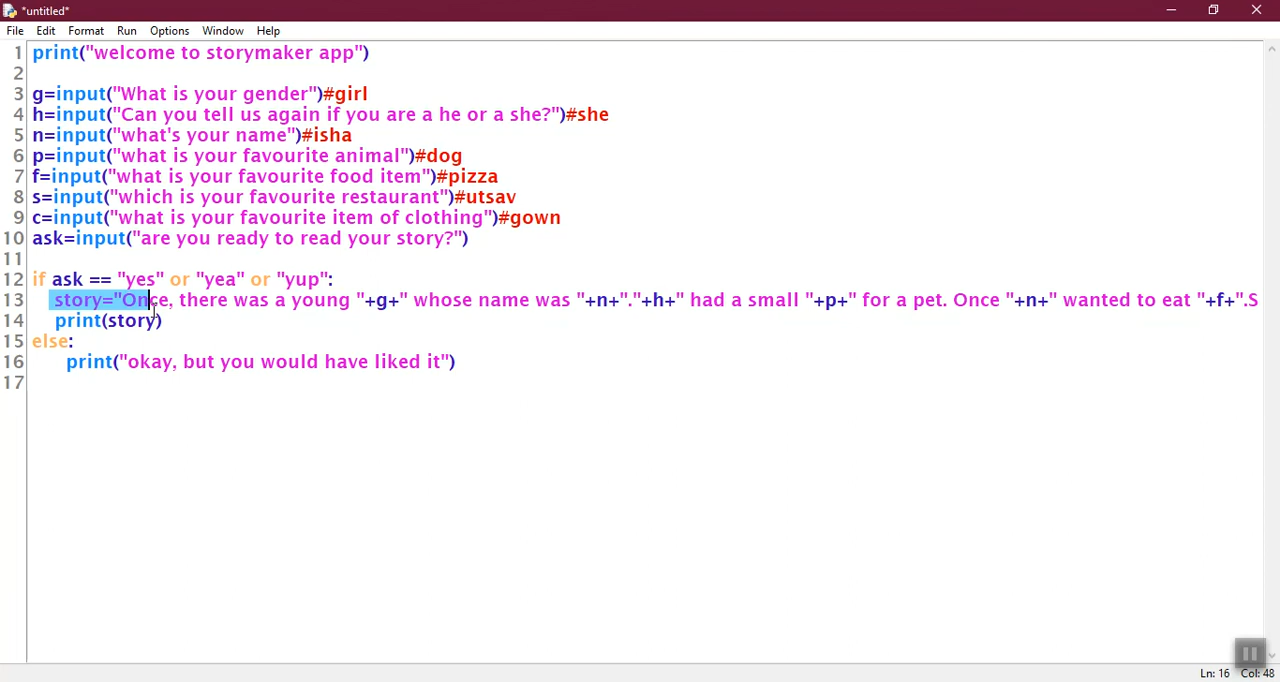 *untitled*
File Edit Format Run Options Window Help
1 print("welcome to storymaker app")
2
3 g=input("What is your gender")#girl
4 h=input("Can you tell us again if you are a he or a she?")#she
5 n=input("what's your name")#isha
6 p=input("what is your favourite animal")#dog
7 f=input("what is your favourite food item")#pizza
8 s=input("which is your favourite restaurant")#utsav
9 c=input("what is your favourite item of clothing")#gown
10 ask=input("are you ready to read your story?")
11
12 if ask == "yes" or "yea" or "yup":
13 story="Once, there was a young "+g+" whose name was "+n+"."+h+" had a small "+p+" for a pet. Once "+n+" wanted to eat "+f+".S
14 print(story)
15 else:
16 print("okay, but you would have liked it")
17
Ln: 16 Col: 48